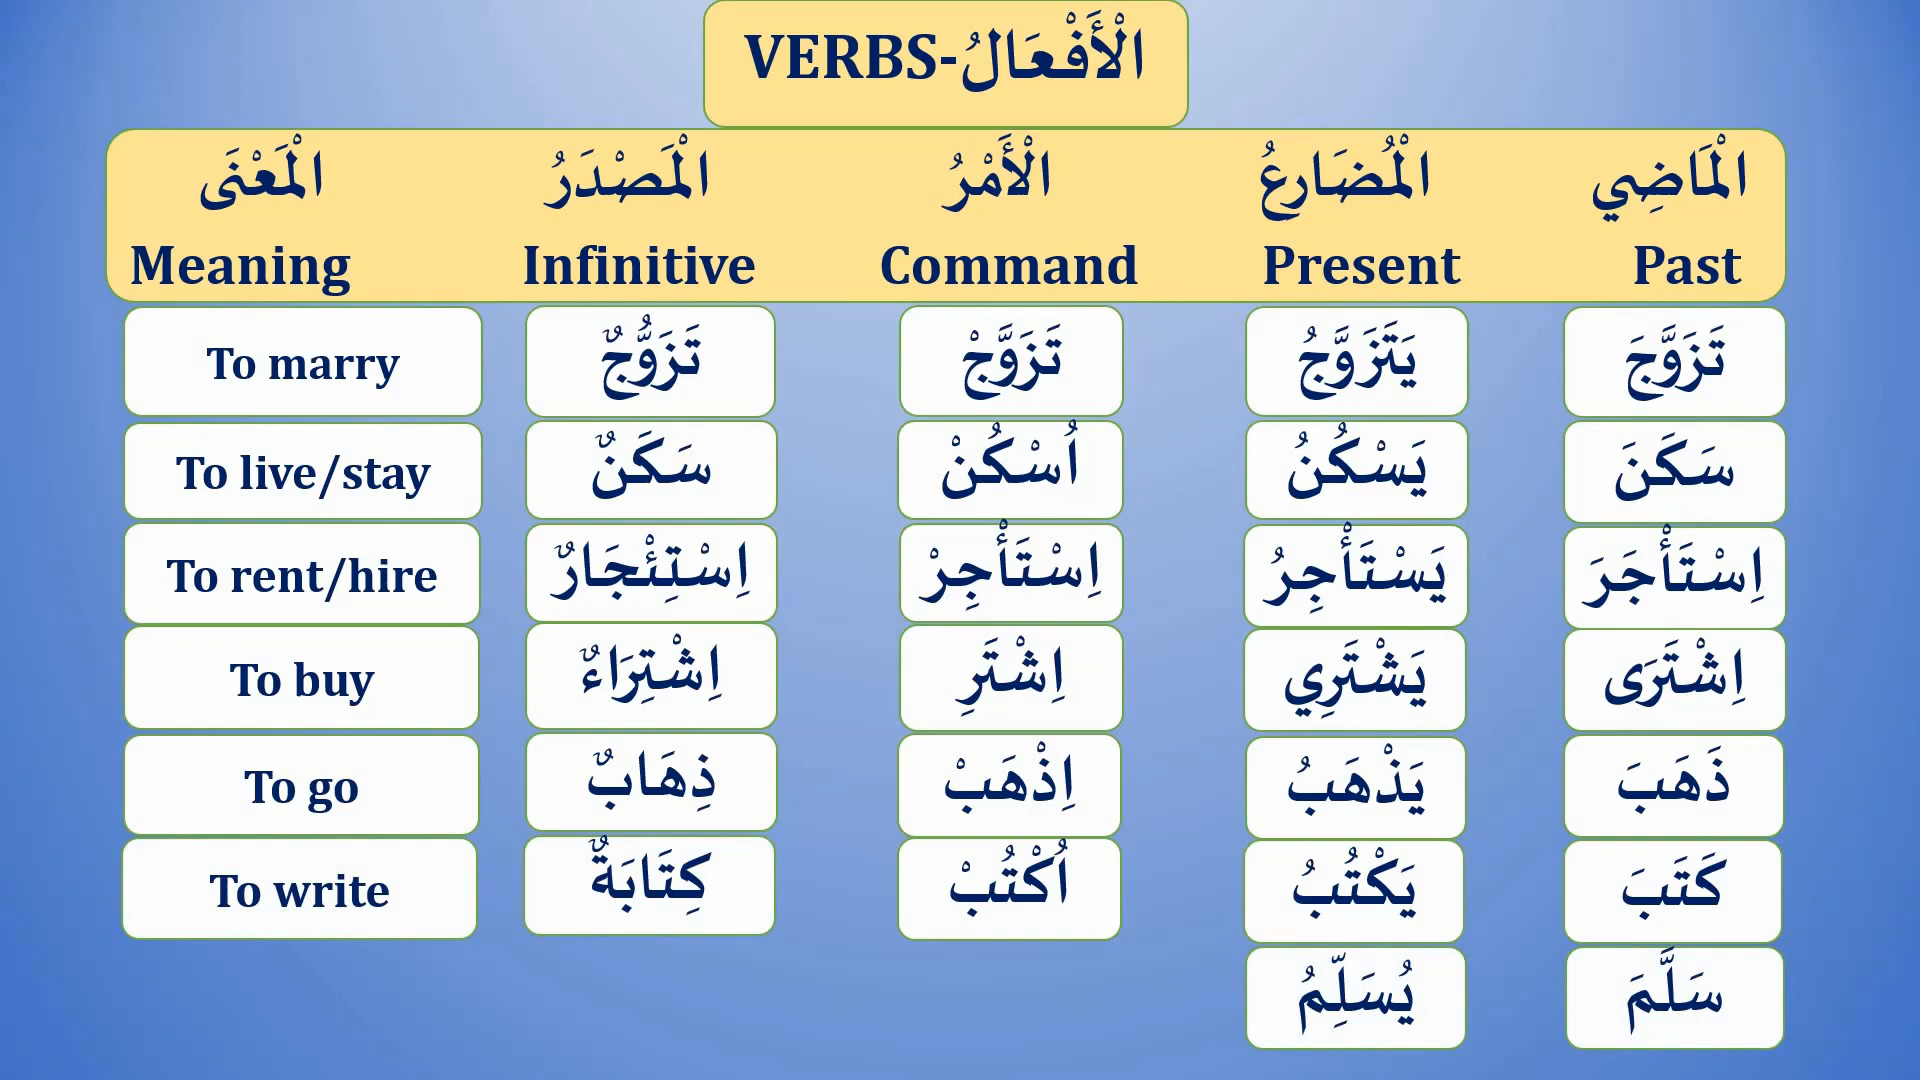 VERBS-الْأَفْعَالُ
الْمَاضِي الْمُضَارِعُ الْأَمْرُ الْمَصْدَرُ الْمَعْنَى
Meaning Infinitive Command Present Past
To marry تَزَوُّجٌ تَزَوَّجْ يَتَزَوَّجُ تَزَوَّجَ
To live/stay سَكَنٌ اُسْكُنْ يَسْكُنُ سَكَنَ
To rent/hire اِسْتِئْجَارٌ اِسْتَأْجِرْ يَسْتَأْجِرُ اِسْتَأْجَرَ
To buy اِشْتِرَاءٌ اِشْتَرِ يَشْتَرِي اِشْتَرَى
To go ذِهَابٌ اِذْهَبْ يَذْهَبُ ذَهَبَ
To write كِتَابَةٌ اُكْتُبْ يَكْتُبُ كَتَبَ
يُسَلِّمُ سَلَّمَ